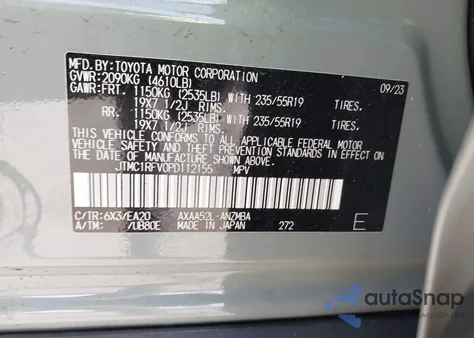 MFD.BY:TOYOTA MOTOR CORPORATION 09/23
GVWR:2090KG (4610LB)
GAWR:FRT. 1150KG (2535LB) WITH 235/55R19 TIRES.
19X7 1/2J RIMS.
RR. 1150KG (2535LB) WITH 235/55R19 TIRES.
19X7 1/2J RIMS.
THIS VEHICLE CONFORMS TO ALL APPLICABLE FEDERAL MOTOR
VEHICLE SAFETY AND THEFT PREVENTION STANDARDS IN EFFECT
ON THE DATE OF MANUFACTURE SHOWN ABOVE.
JTMC1RFV0PD112155 MPV
C/TR:6X3/EA20 AXAA52L-ANZMBA
A/TM: /UB80E MADE IN JAPAN 272 E
autoSnap